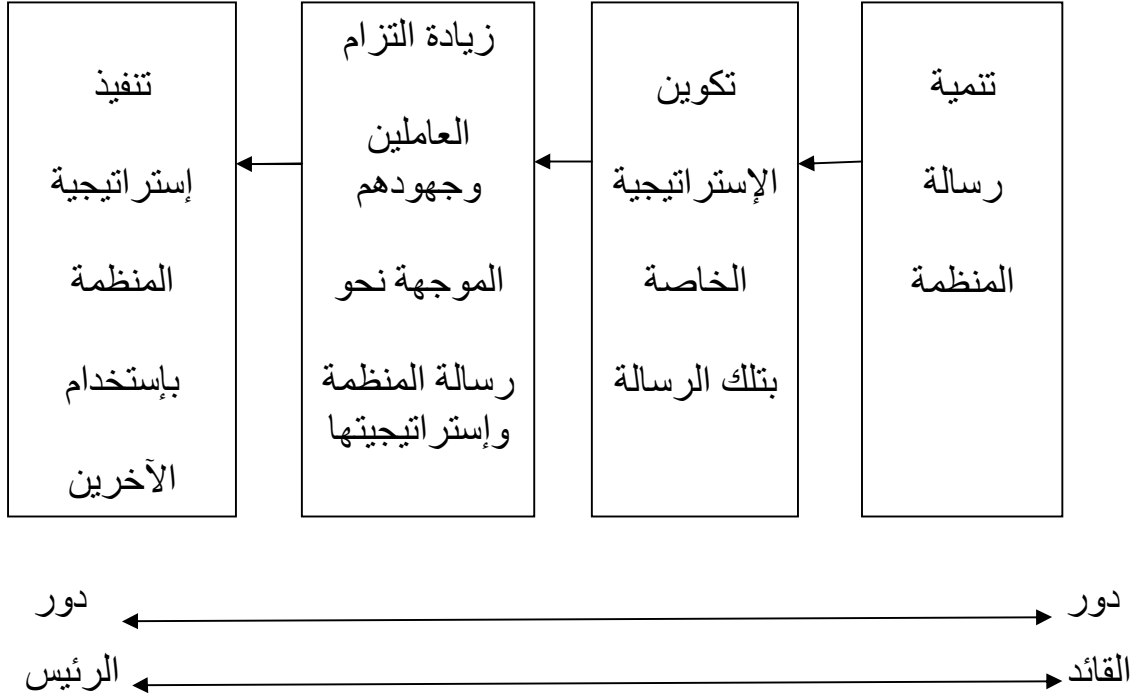 تنمية
رسالة
المنظمة
تكوين
الإستراتيجية
الخاصة
بتلك الرسالة
زيادة التزام
العاملين
وجهودهم
الموجهة نحو
رسالة المنظمة
وإستراتيجيتها
تنفيذ
إستراتيجية
المنظمة
بإستخدام
الآخرين
دور
القائد
دور
الرئيس